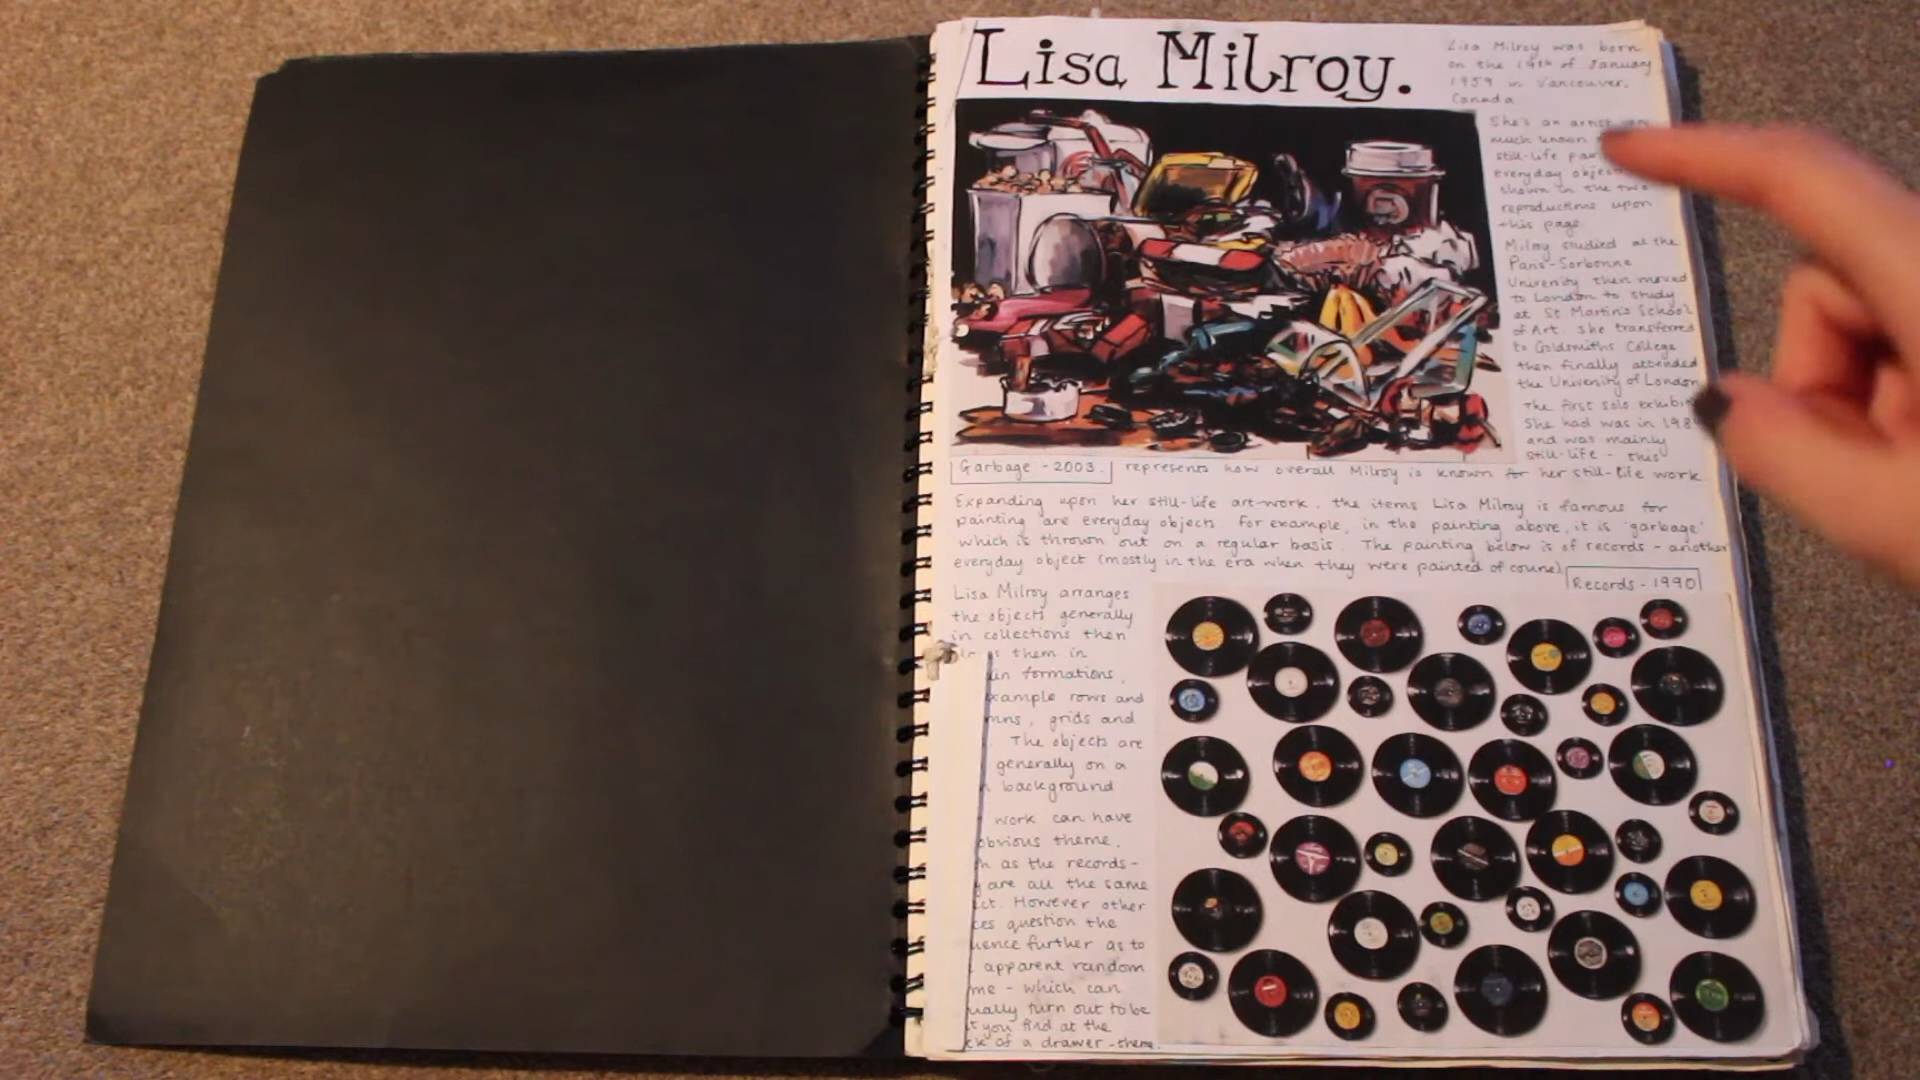 Lisa Milroy.
Lisa Milroy was born
on the 19th of January
1959 in Vancouver,
Canada
She's an artist very
much known
still-life
everyday
shown in the two
reproductions upon
this page
Milroy studied at the
Paris-Sorbonne
University then moved
to London to study
at St Martin's School
of Art. She transferred
to Goldsmiths College
then finally attended
the University of London
The first solo
She had was in
and was mainly
still-life - this
Garbage - 2003. represents how overall Milroy is known for her still-life work
Expanding upon her still-life art-work, the items Lisa Milroy is famous for
painting are everyday objects. For example, in the painting above, it is 'garbage'
which is thrown out on a regular basis. The painting below is of records - another
everyday object (mostly in the era when they were painted of course)
Records - 1990
Lisa Milroy arranges
the objects generally
in collections then
them in
formations,
rows and
grids and
The objects are
generally on a
background
work can have
obvious theme,
as the records -
are all the same
However other
question the
further as to
apparent random
- which can
turn out to be
you find at the
of a drawer - theme.